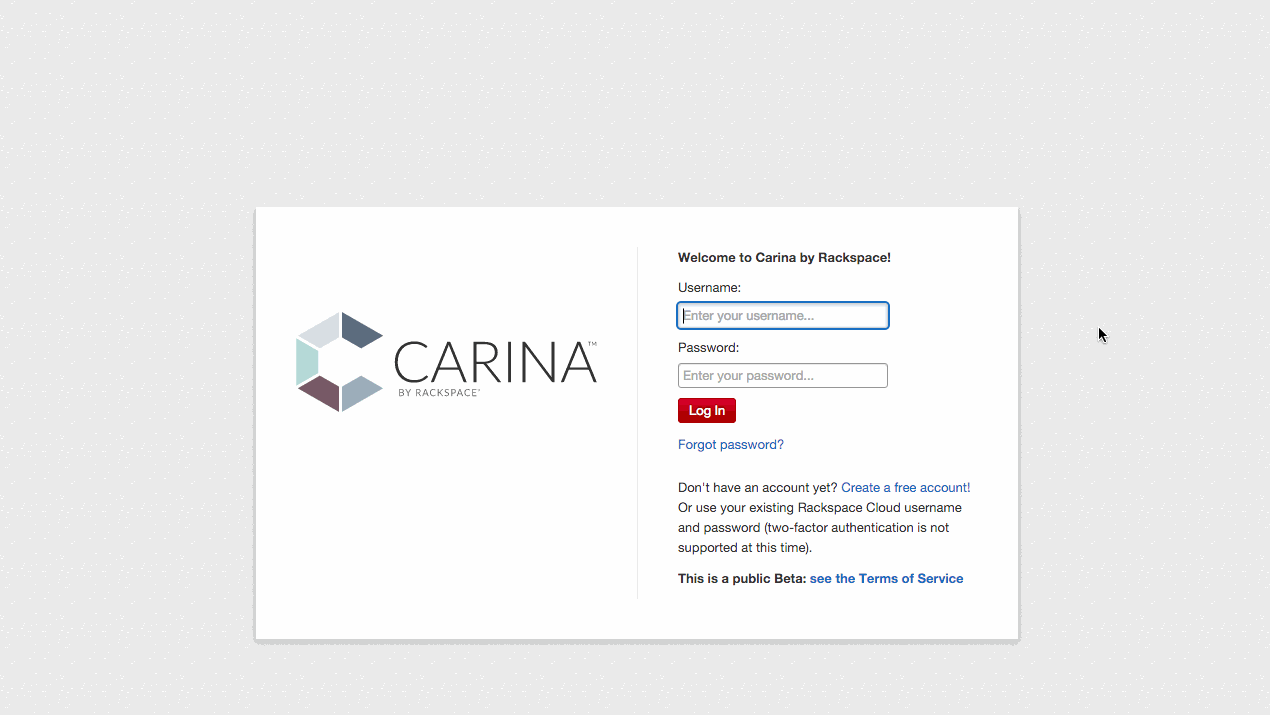 CARINA™
BY RACKSPACE®
Welcome to Carina by Rackspace!
Username:
Enter your username...
Password:
Enter your password...
Log In
Forgot password?
Don't have an account yet? Create a free account!
Or use your existing Rackspace Cloud username
and password (two-factor authentication is not
supported at this time).
This is a public Beta: see the Terms of Service